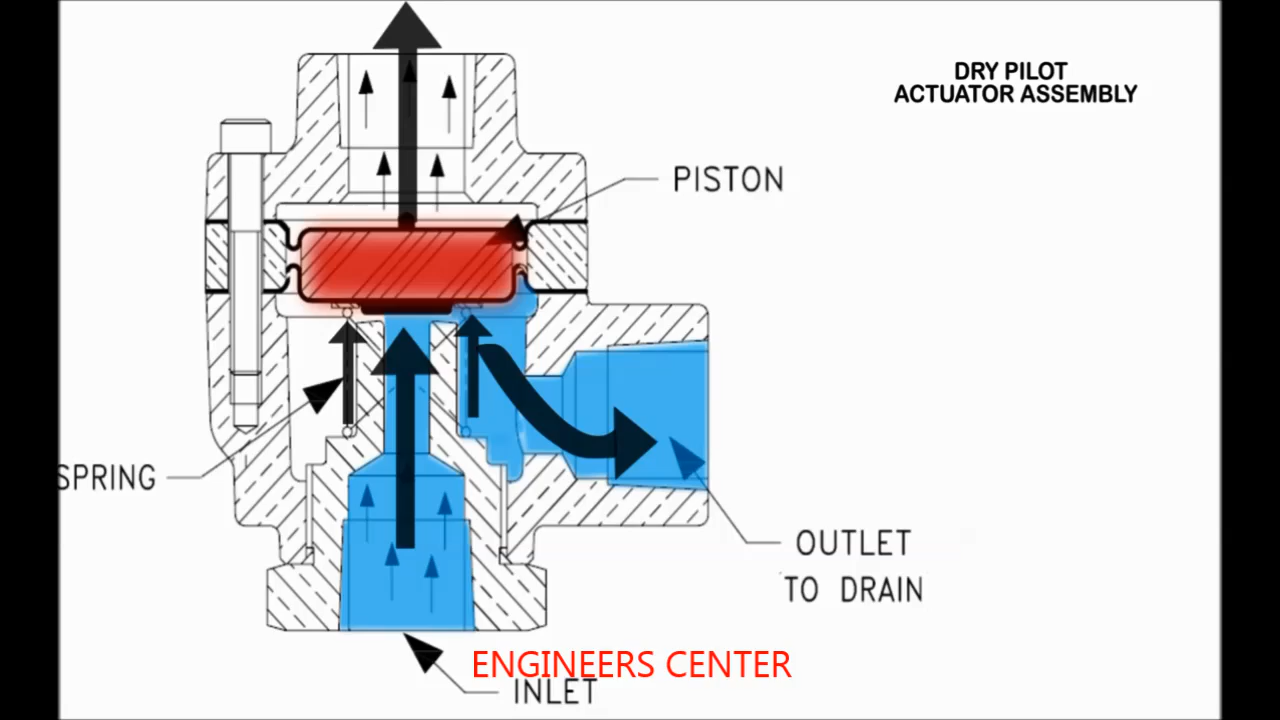 DRY PILOT
ACTUATOR ASSEMBLY
PISTON
SPRING
OUTLET
TO DRAIN
ENGINEERS CENTER
INLET